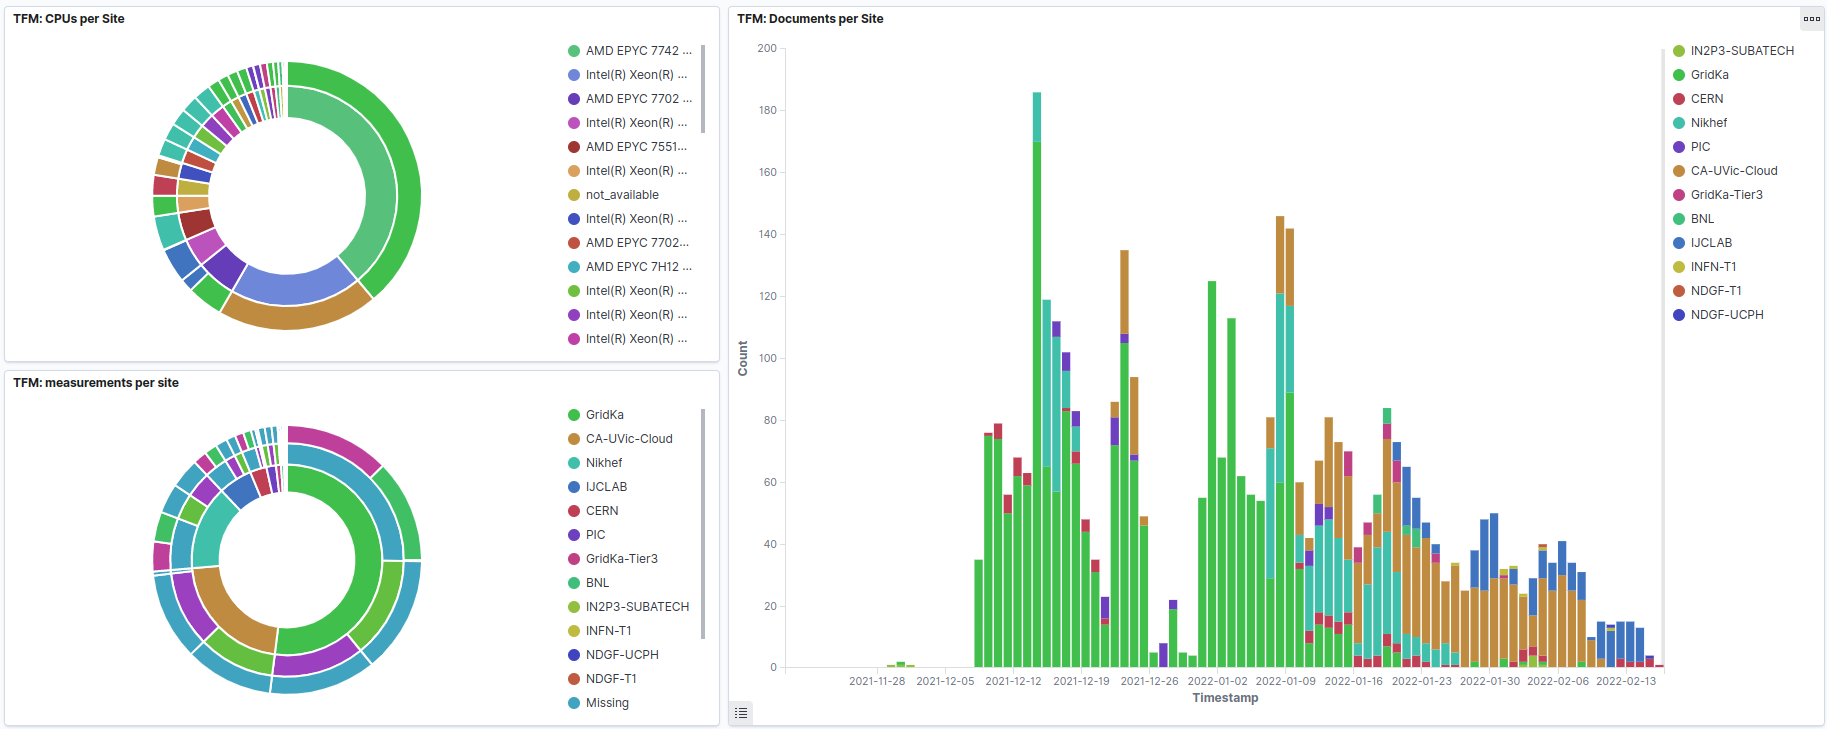 TFM: CPUs per Site
AMD EPYC 7742 ...
Intel(R) Xeon(R) ...
AMD EPYC 7702 ...
Intel(R) Xeon(R) ...
AMD EPYC 7551...
Intel(R) Xeon(R) ...
not_available
Intel(R) Xeon(R) ...
AMD EPYC 7702...
AMD EPYC 7H12 ...
Intel(R) Xeon(R) ...
Intel(R) Xeon(R) ...
Intel(R) Xeon(R) ...
TFM: measurements per site
GridKa
CA-UVic-Cloud
Nikhef
IJCLAB
CERN
PIC
GridKa-Tier3
BNL
IN2P3-SUBATECH
INFN-T1
NDGF-UCPH
NDGF-T1
Missing
TFM: Documents per Site
200
180
160
140
120
100
80
60
40
20
0
Count
2021-11-28 2021-12-05 2021-12-12 2021-12-19 2021-12-26 2022-01-02 2022-01-09 2022-01-16 2022-01-23 2022-01-30 2022-02-06 2022-02-13
Timestamp
IN2P3-SUBATECH
GridKa
CERN
Nikhef
PIC
CA-UVic-Cloud
GridKa-Tier3
BNL
IJCLAB
INFN-T1
NDGF-T1
NDGF-UCPH